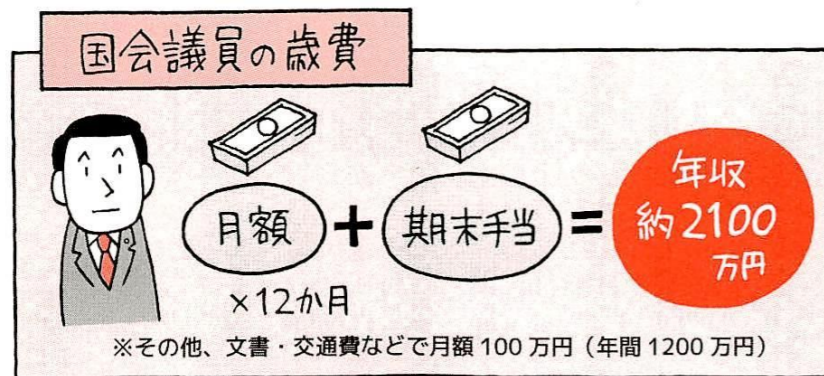 国会議員の歳費
月額
+
期末手当
=
年収
約2100
万円
×12か月
※その他、文書・交通費などで月額100万円（年間1200万円）